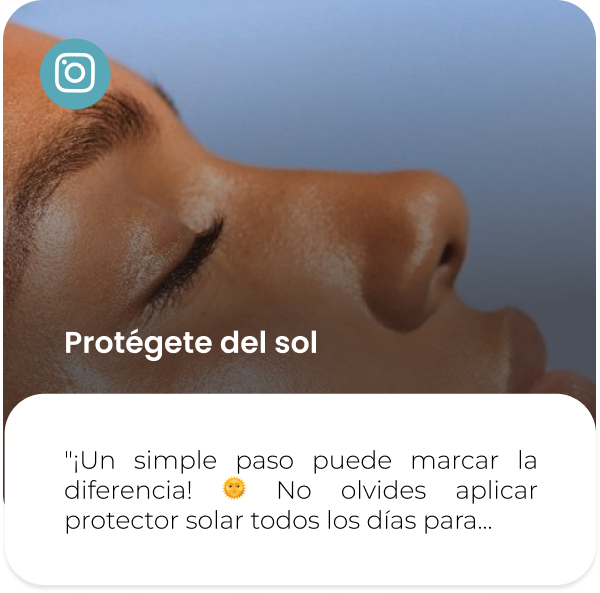 Protégete del sol
"¡Un simple paso puede marcar la
diferencia! 🌞 No olvides aplicar
protector solar todos los días para...